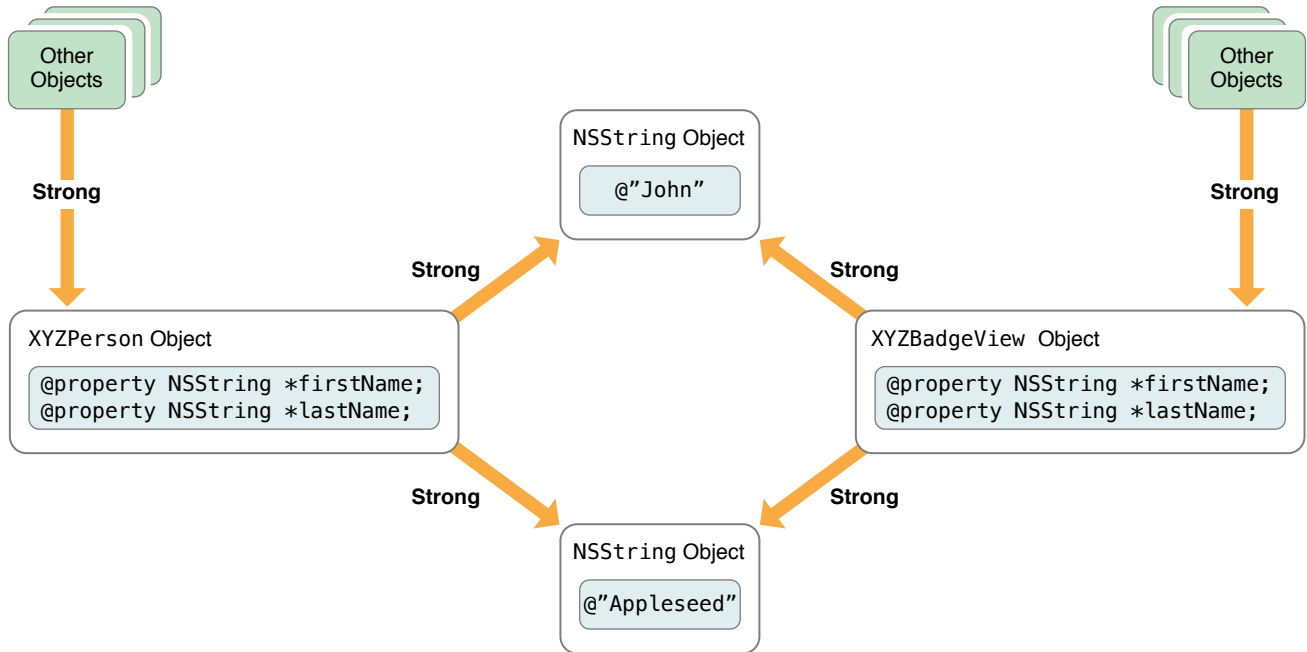 Other
Objects
Other
Objects
NSString Object
@”John”
Strong
Strong
Strong
Strong
XYZPerson Object
@property NSString *firstName;
@property NSString *lastName;
XYZBadgeView Object
@property NSString *firstName;
@property NSString *lastName;
Strong
Strong
NSString Object
@”Appleseed”